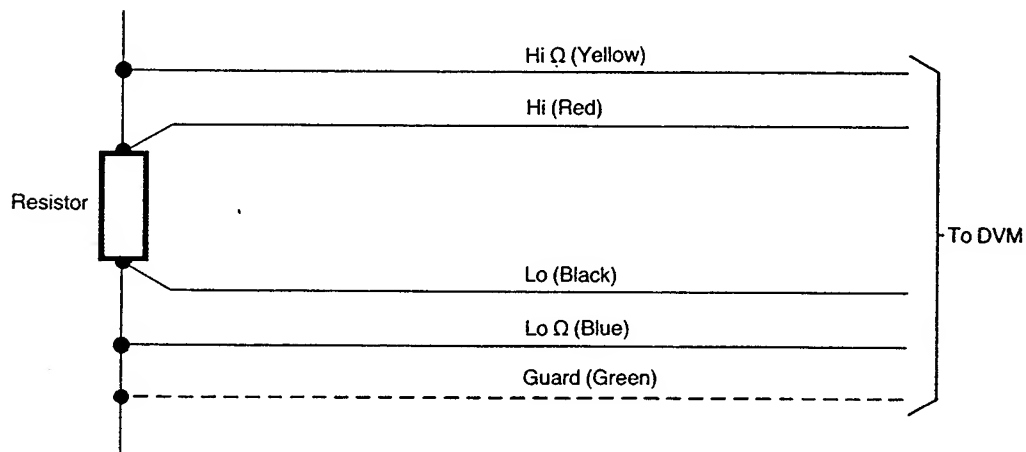 Hi Ω (Yellow)
Hi (Red)
Resistor
To DVM
Lo (Black)
Lo Ω (Blue)
Guard (Green)